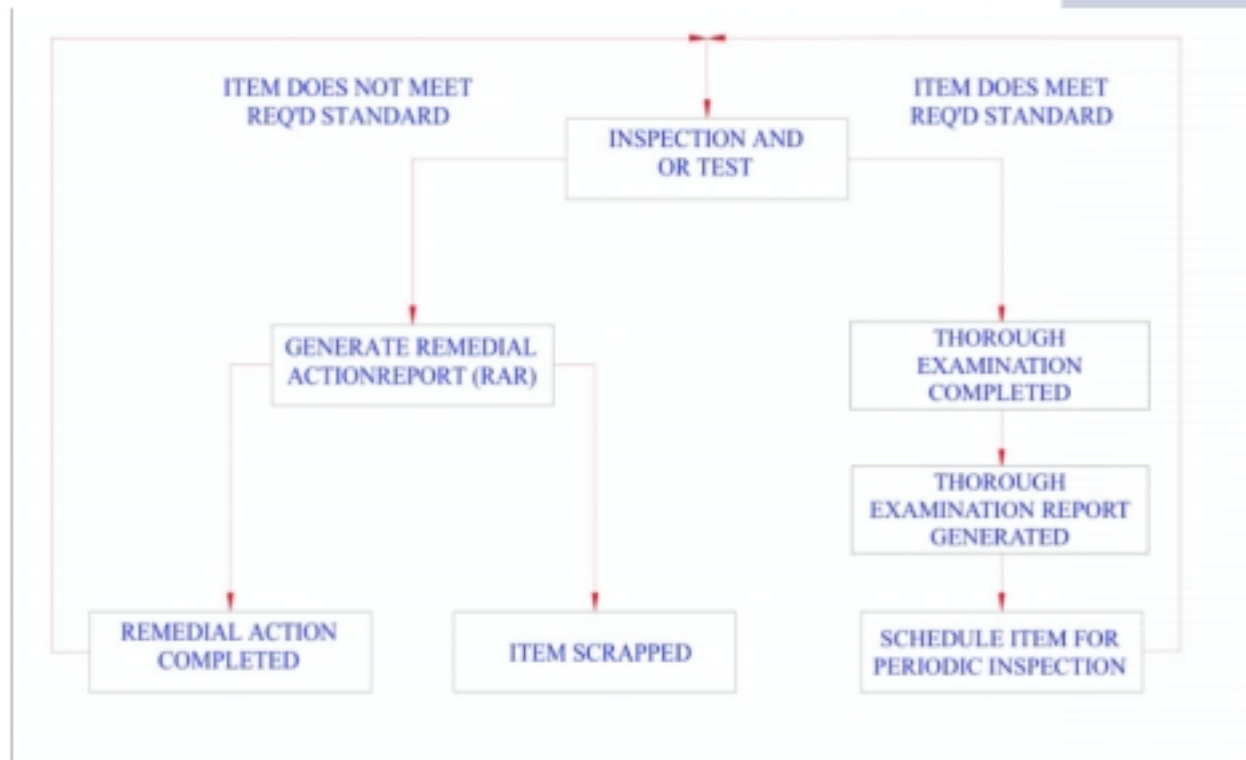 ITEM DOES NOT MEET
REQ'D STANDARD
ITEM DOES MEET
REQ'D STANDARD
INSPECTION AND
OR TEST
GENERATE REMEDIAL
ACTIONREPORT (RAR)
THOROUGH
EXAMINATION
COMPLETED
THOROUGH
EXAMINATION REPORT
GENERATED
REMEDIAL ACTION
COMPLETED
ITEM SCRAPPED
SCHEDULE ITEM FOR
PERIODIC INSPECTION